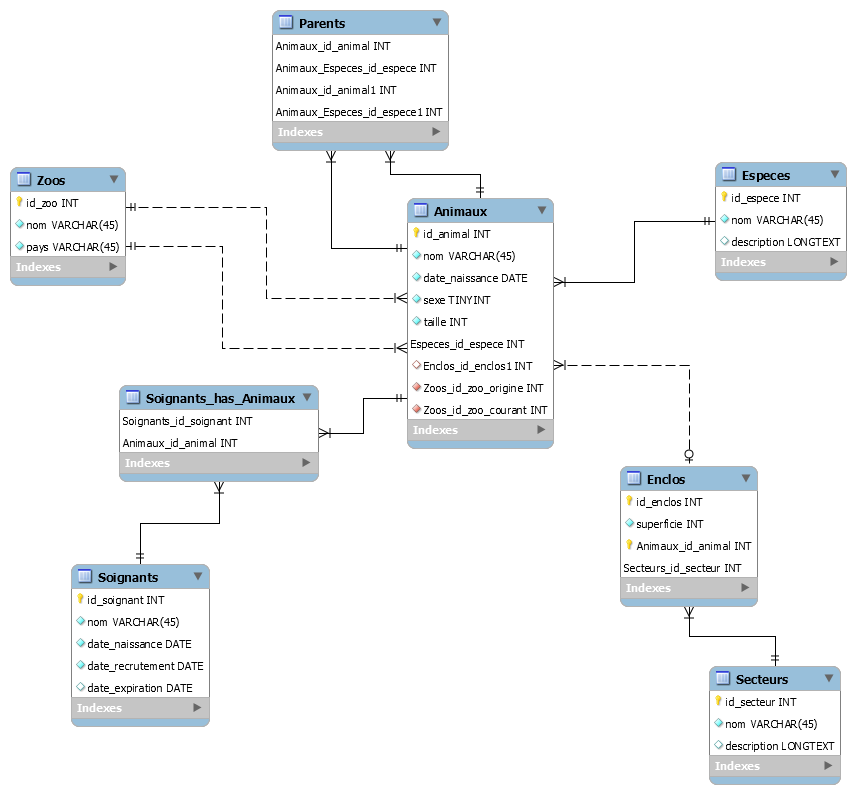 Parents
Animaux_id_animal INT
Animaux_Especes_id_espece INT
Animaux_id_animal1 INT
Animaux_Especes_id_espece1 INT
Indexes
Zoos
id_zoo INT
nom VARCHAR(45)
pays VARCHAR(45)
Indexes
Animaux
id_animal INT
nom VARCHAR(45)
date_naissance DATE
sexe TINYINT
taille INT
Especes_id_espece INT
Enclos_id_enclos1 INT
Zoos_id_zoo_origine INT
Zoos_id_zoo_courant INT
Indexes
Especes
id_espece INT
nom VARCHAR(45)
description LONGTEXT
Indexes
Soignants_has_Animaux
Soignants_id_soignant INT
Animaux_id_animal INT
Indexes
Enclos
id_enclos INT
superficie INT
Animaux_id_animal INT
Secteurs_id_secteur INT
Indexes
Soignants
id_soignant INT
nom VARCHAR(45)
date_naissance DATE
date_recrutement DATE
date_expiration DATE
Indexes
Secteurs
id_secteur INT
nom VARCHAR(45)
description LONGTEXT
Indexes